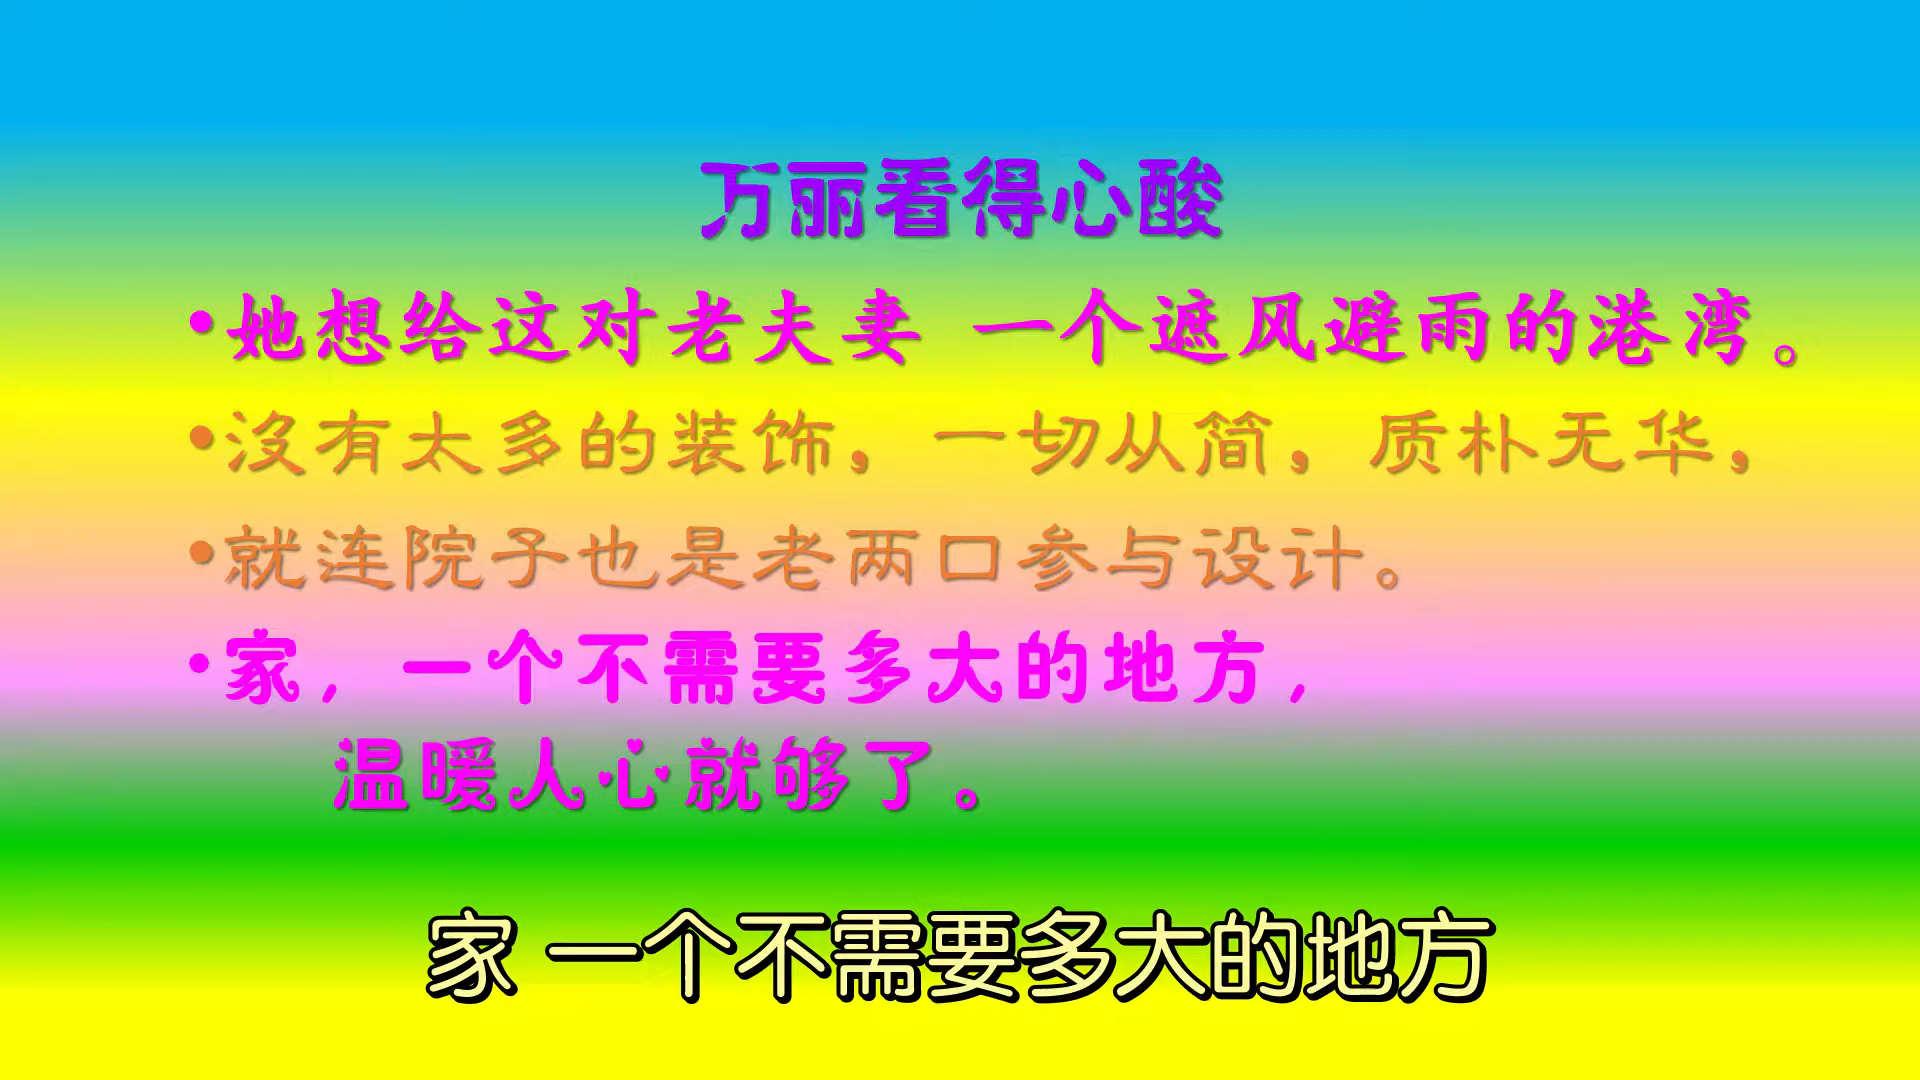 万丽看得心酸
•她想给这对老夫妻 一个遮风避雨的港湾。
•没有太多的装饰，一切从简，质朴无华，
•就连院子也是老两口参与设计。
•家，一个不需要多大的地方，
温暖人心就够了。
家 一个不需要多大的地方